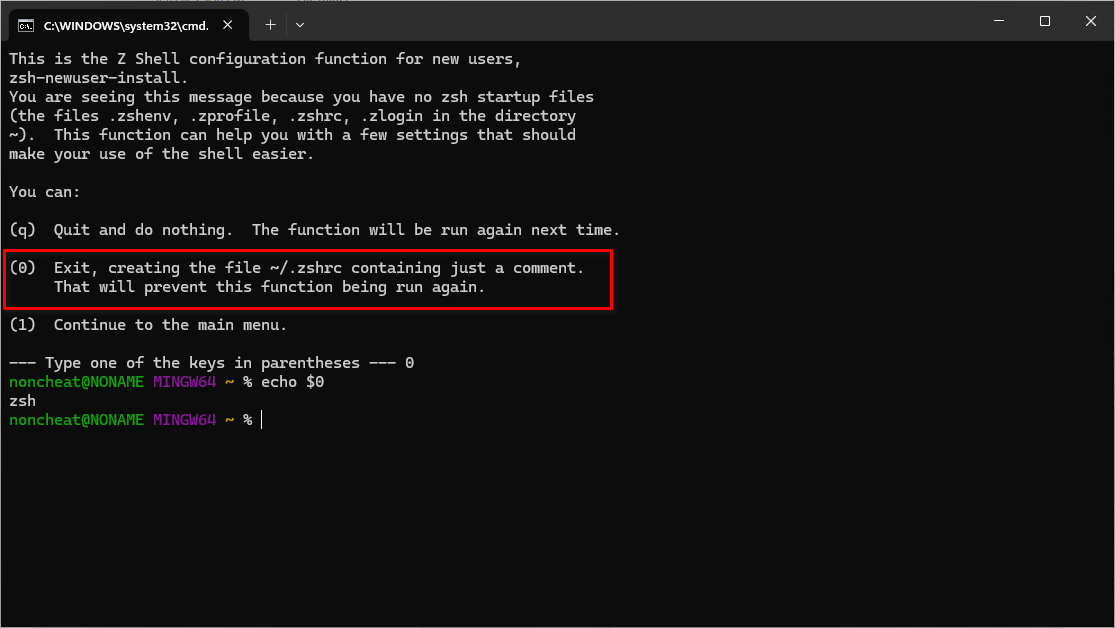 C:\WINDOWS\system32\cmd.
This is the Z Shell configuration function for new users,
zsh-newuser-install.
You are seeing this message because you have no zsh startup files
(the files .zshenv, .zprofile, .zshrc, .zlogin in the directory
~).  This function can help you with a few settings that should
make your use of the shell easier.
You can:
(q)  Quit and do nothing.  The function will be run again next time.
(0)  Exit, creating the file ~/.zshrc containing just a comment.
That will prevent this function being run again.
(1)  Continue to the main menu.
--- Type one of the keys in parentheses --- 0
noncheat@NONAME MINGW64 ~ % echo $0
zsh
noncheat@NONAME MINGW64 ~ %